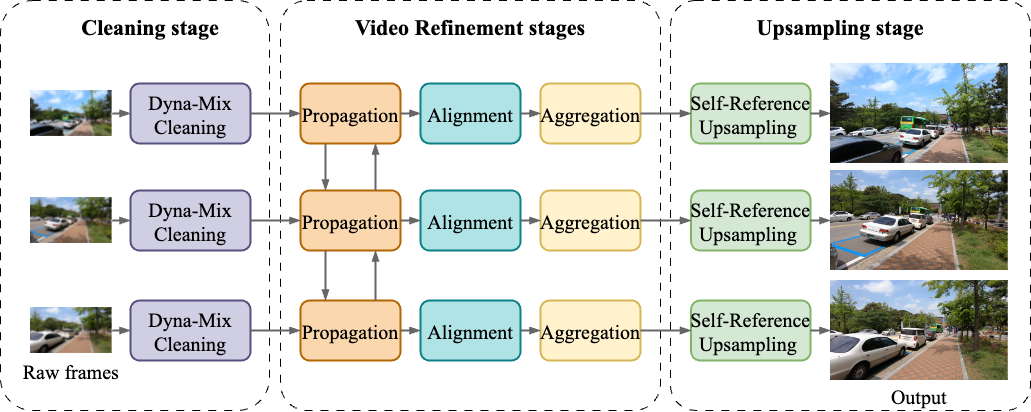 Cleaning stage
Video Refinement stages
Upsampling stage
Dyna-Mix
Cleaning
Propagation
Alignment
Aggregation
Self-Reference
Upsampling
Dyna-Mix
Cleaning
Propagation
Alignment
Aggregation
Self-Reference
Upsampling
Dyna-Mix
Cleaning
Propagation
Alignment
Aggregation
Self-Reference
Upsampling
Raw frames
Output